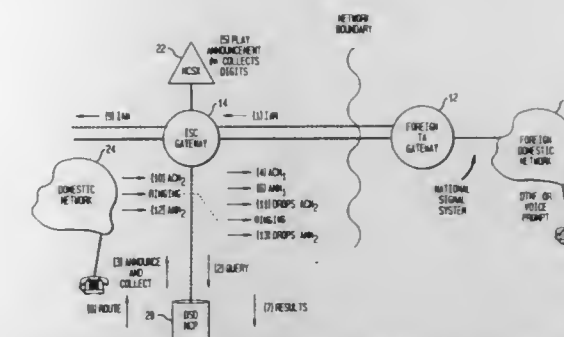 NETWORK
BOUNDARY
22
(5) PLAY
ANNOUNCEMENT
COLLECTS
DIGITS
NCSX
14
12
(9) IAM
(1) IAM
ISC
GATEWAY
FOREIGN
TA
GATEWAY
FOREIGN
DOMESTIC
NETWORK
24
DOMESTIC
NETWORK
(10) ACM2
RINGING
(12) ANM2
(4) ACM1
(6) ANM1
(11) DROPS ACM2
RINGING
(13) DROPS ANM2
NATIONAL
SIGNAL
SYSTEM
DTMF OR
VOICE
PROMPT
(3) ANNOUNCE
AND
COLLECT
(2) QUERY
ROUTE
(7) RESULTS
20
DSD
NCP